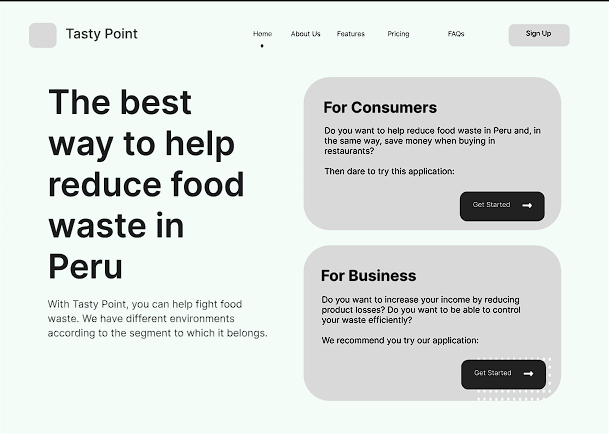 Tasty Point
Home
About Us
Features
Pricing
FAQs
Sign Up
The best
way to help
reduce food
waste in
Peru
With Tasty Point, you can help fight food
waste. We have different environments
according to the segment to which it belongs.
For Consumers
Do you want to help reduce food waste in Peru and, in
the same way, save money when buying in
restaurants?
Then dare to try this application:
Get Started
For Business
Do you want to increase your income by reducing
product losses? Do you want to be able to control
your waste efficiently?
We recommend you try our application:
Get Started